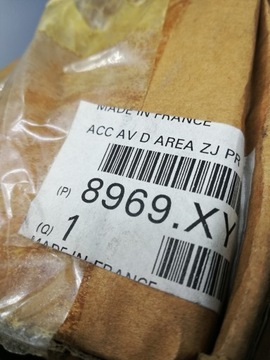 MADE IN FRANCE
ACC AV D AREA ZJ PR
(P) 8969.XY
(Q) 1
MADE IN FRANCE